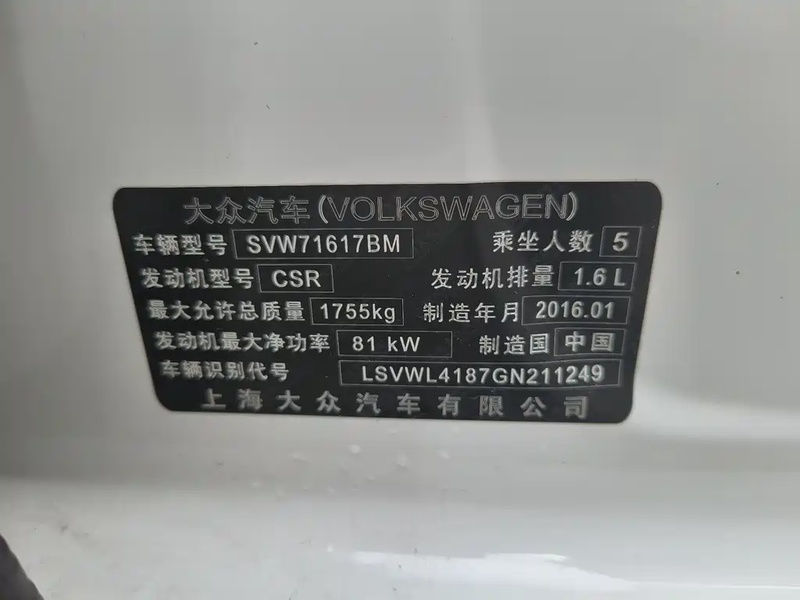 大众汽车(VOLKSWAGEN)
车辆型号 SVW71617BM 乘坐人数 5
发动机型号 CSR 发动机排量 1.6 L
最大允许总质量 1755kg 制造年月 2016.01
发动机最大净功率 81 kW 制造国 中国
车辆识别代号 LSVWL4187GN211249
上海大众汽车有限公司